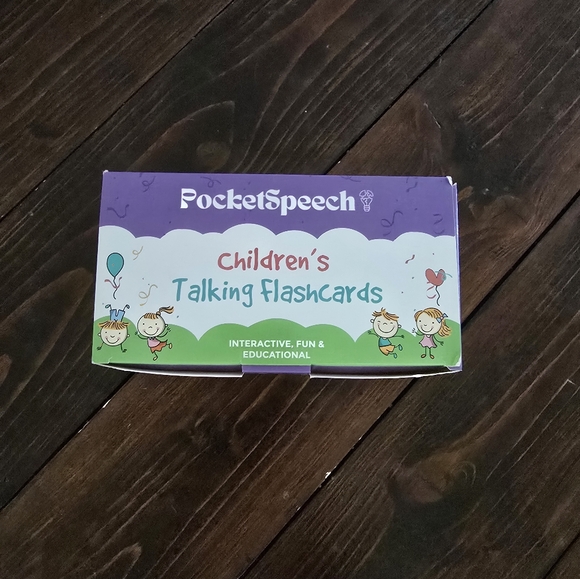 PocketSpeech
Children's
Talking FlashCards
INTERACTIVE, FUN &
EDUCATIONAL